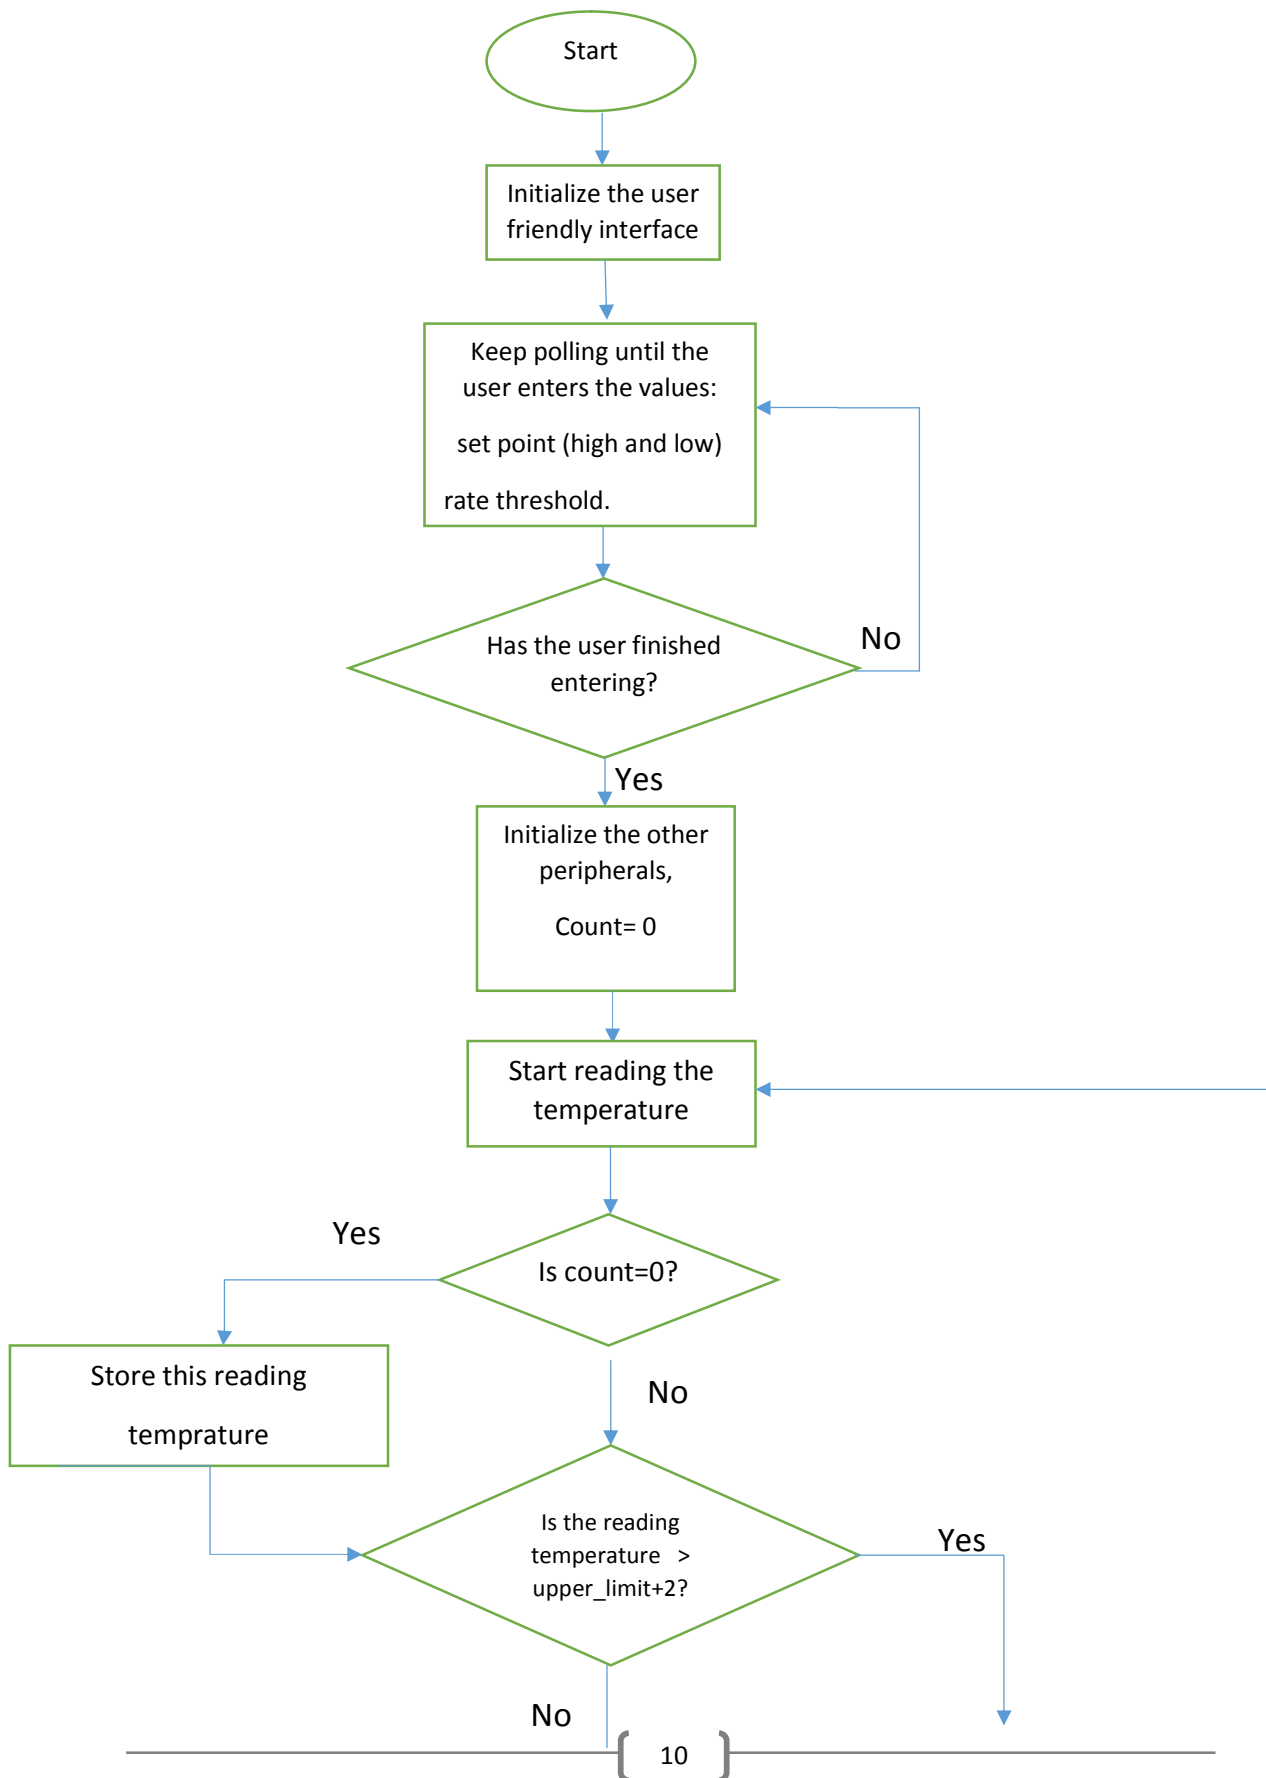 Start
Initialize the user
friendly interface
Keep polling until the
user enters the values:
set point (high and low)
rate threshold.
Has the user finished
entering?
No
Yes
Initialize the other
peripherals,
Count= 0
Start reading the
temperature
Yes
Is count=0?
Store this reading
temprature
No
Is the reading
temperature >
upper_limit+2?
Yes
No
10